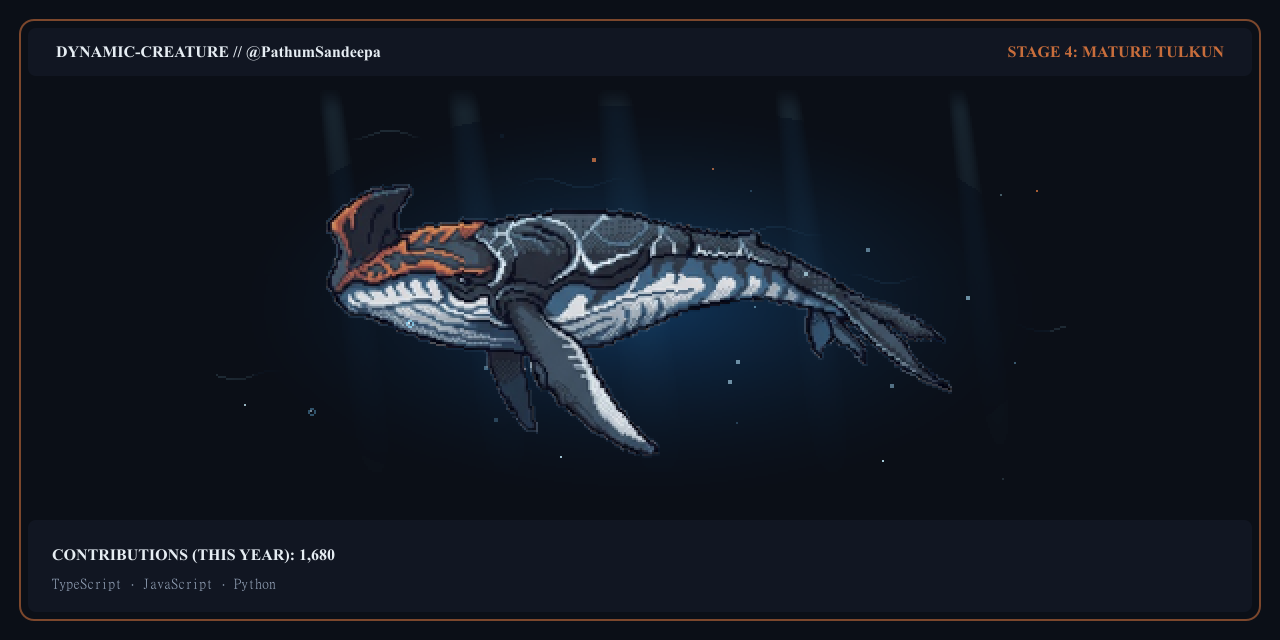 DYNAMIC-CREATURE // @PathumSandeepa
STAGE 4: MATURE TULKUN
CONTRIBUTIONS (THIS YEAR): 1,680
TypeScript · JavaScript · Python